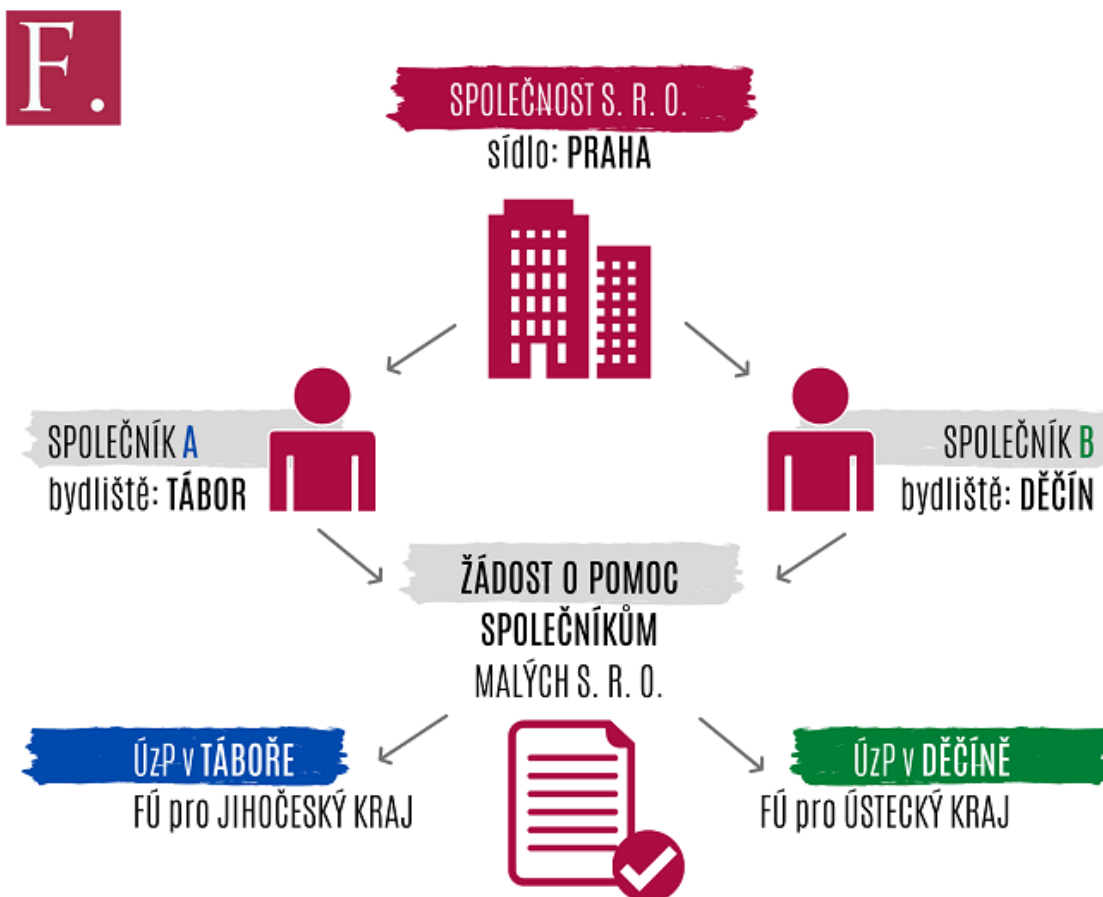 F.
SPOLEČNOST S. R. O.
sídlo: PRAHA
SPOLEČNÍK A
bydliště: TÁBOR
SPOLEČNÍK B
bydliště: DĚČÍN
ŽÁDOST O POMOC
SPOLEČNÍKŮM
MALÝCH S. R. O.
ÚzP v TÁBOŘE
FÚ pro JIHOČESKÝ KRAJ
ÚzP v DĚČÍNĚ
FÚ pro ÚSTECKÝ KRAJ